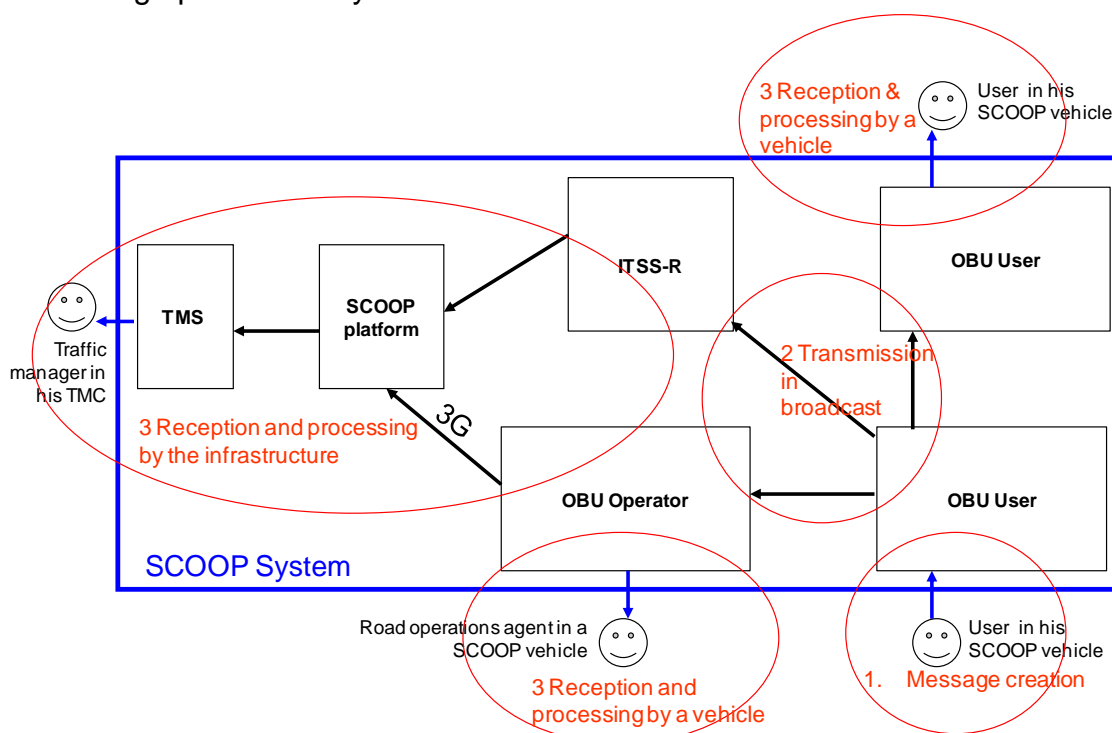 3 Reception &
processing by a
vehicle
User in his
SCOOP vehicle
ITSS-R
OBU User
TMS
SCOOP
platform
Traffic
manager in
his TMC
2 Transmission
in
broadcast
3G
3 Reception and processing
by the infrastructure
OBU Operator
OBU User
SCOOP System
Road operations agent in a
SCOOP vehicle
User in his
SCOOP vehicle
3 Reception and
processing by a vehicle
1. Message creation